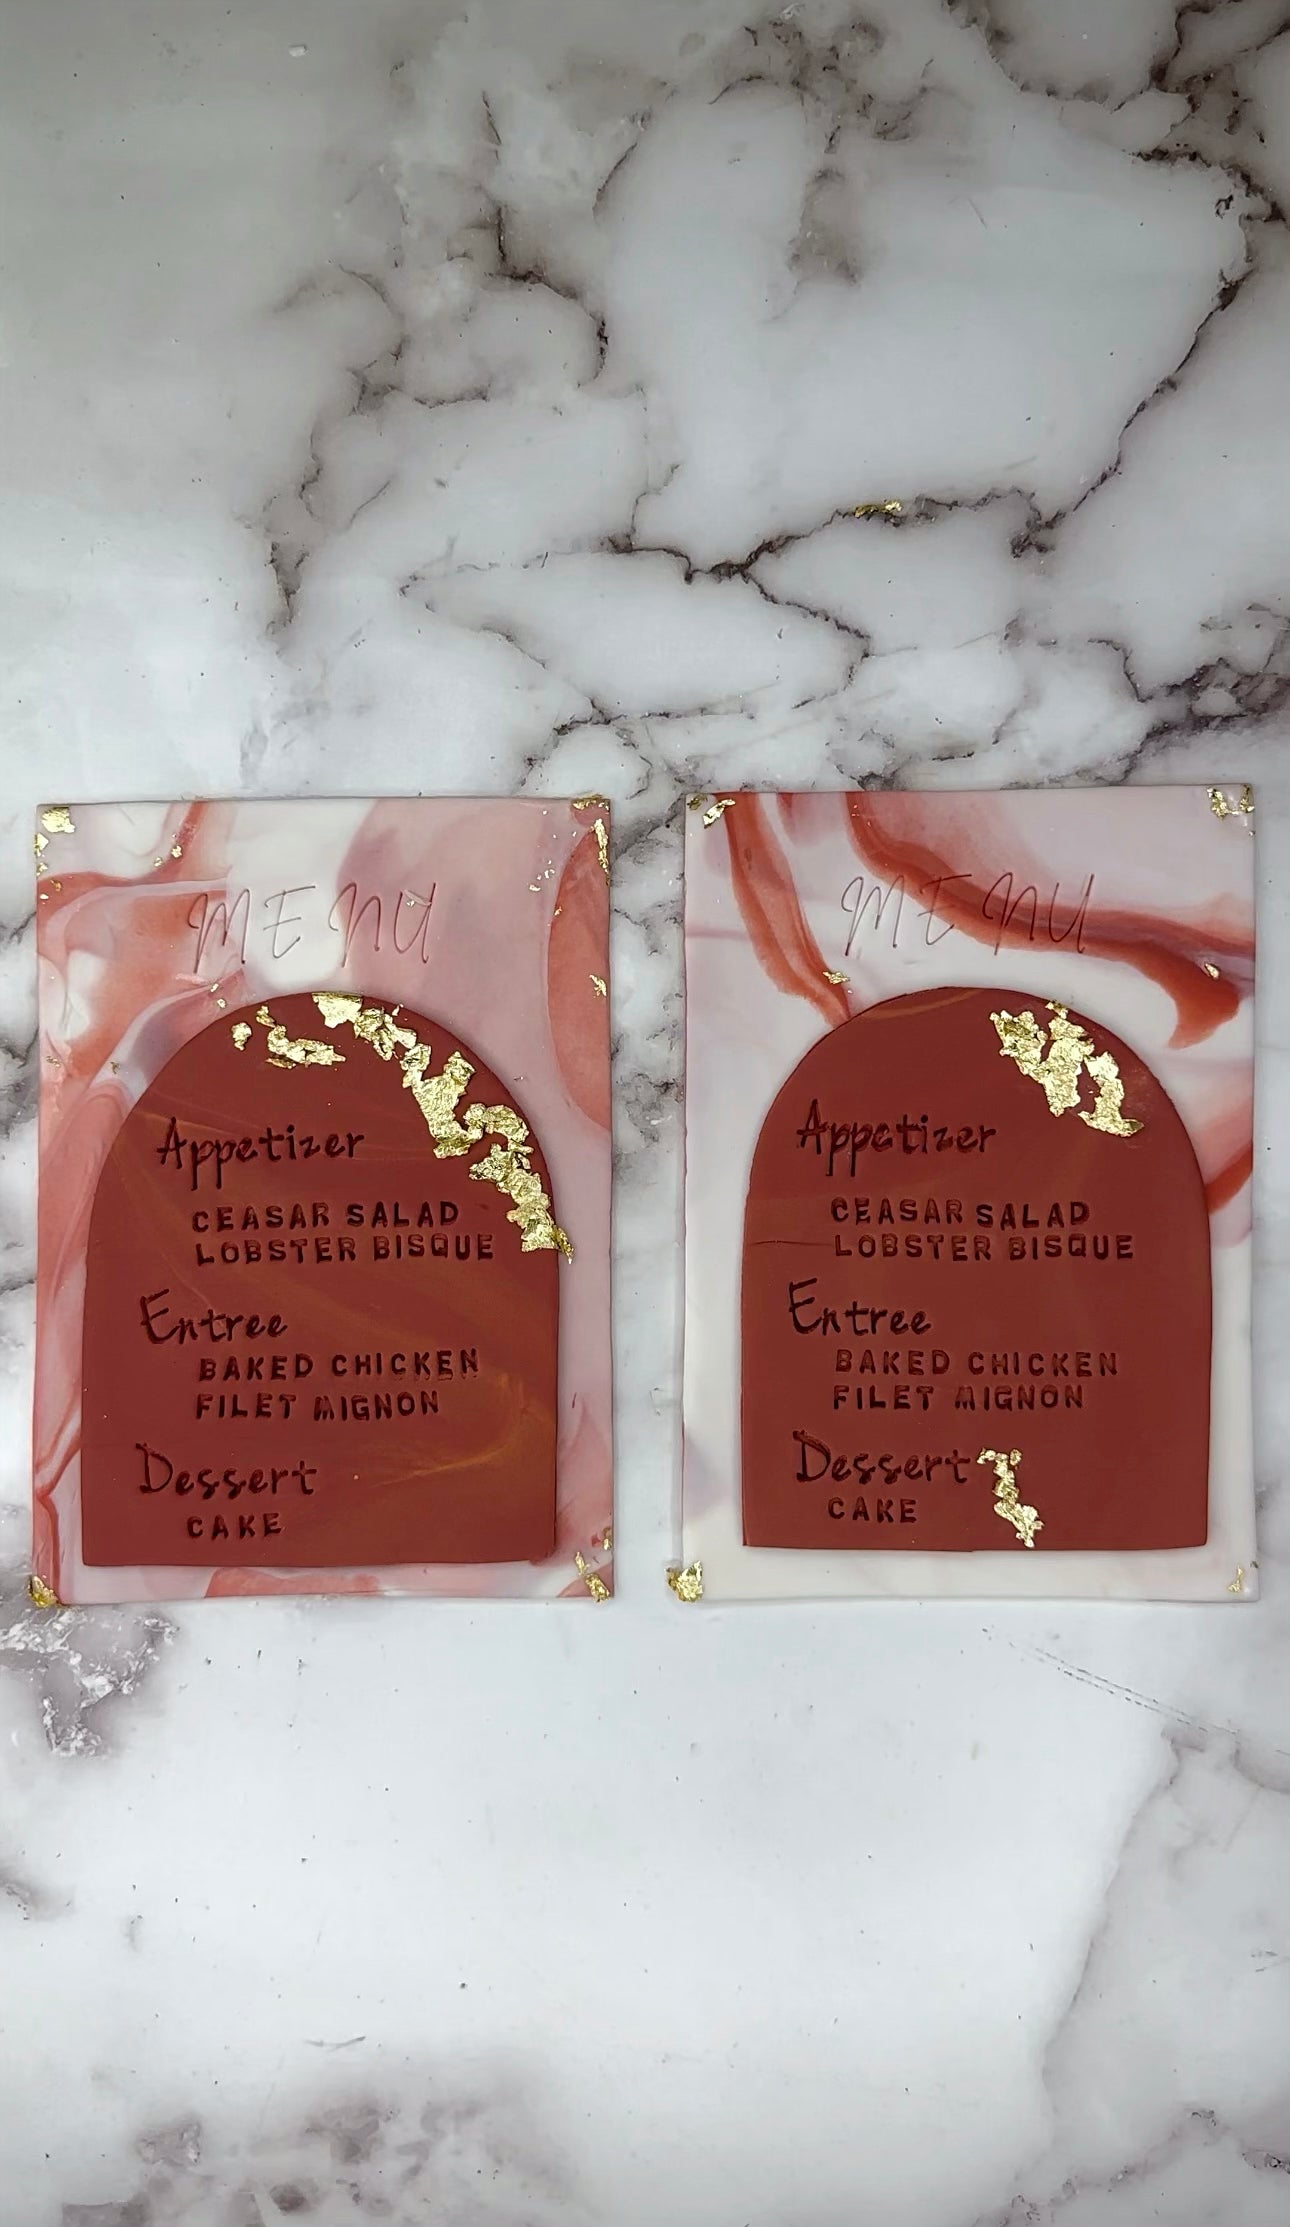 MENU
Appetizer
CEASAR SALAD
LOBSTER BISQUE
Entree
BAKED CHICKEN
FILET MIGNON
Dessert
CAKE
MENU
Appetizer
CEASAR SALAD
LOBSTER BISQUE
Entree
BAKED CHICKEN
FILET MIGNON
Dessert
CAKE